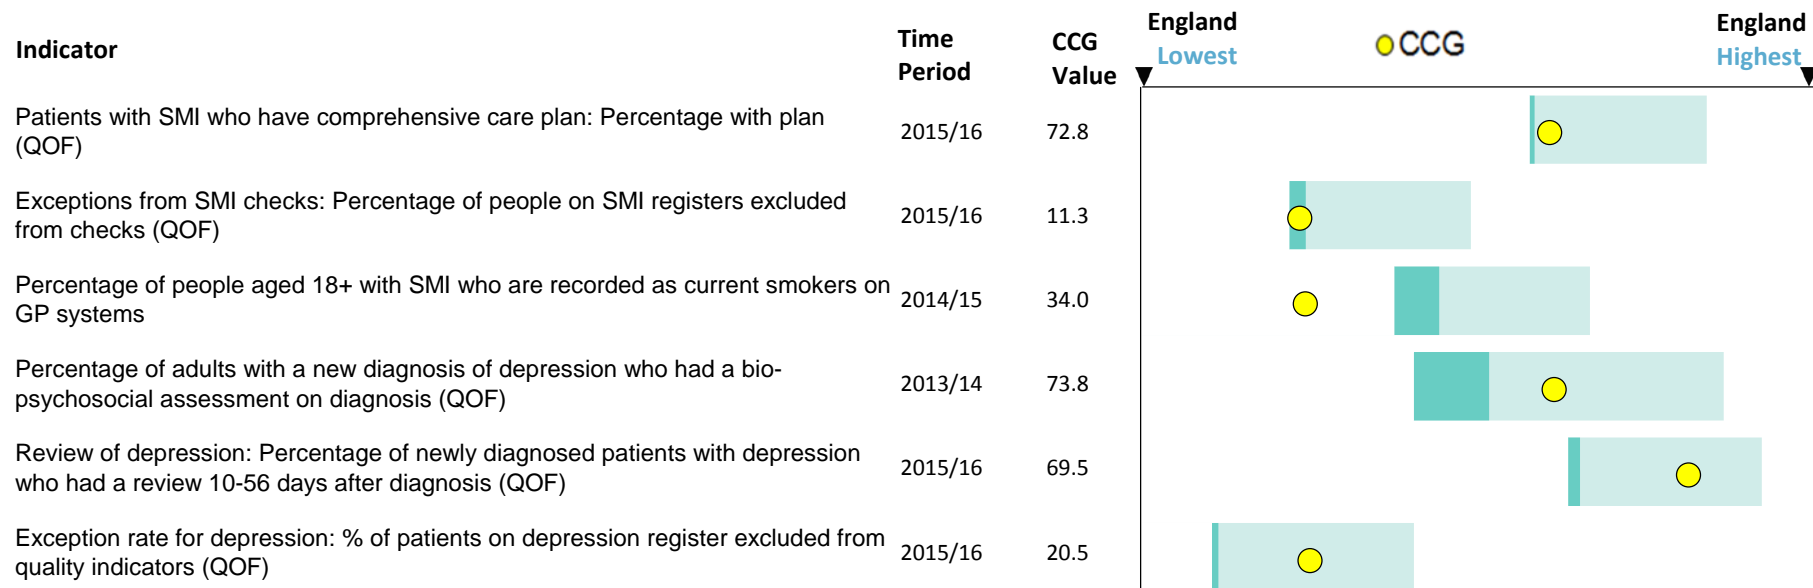 Indicator
Time
Period
CCG
Value
England
Lowest
CCG
England
Highest
Patients with SMI who have comprehensive care plan: Percentage with plan
(QOF)
2015/16
72.8
Exceptions from SMI checks: Percentage of people on SMI registers excluded
from checks (QOF)
2015/16
11.3
Percentage of people aged 18+ with SMI who are recorded as current smokers on
GP systems
2014/15
34.0
Percentage of adults with a new diagnosis of depression who had a bio-
psychosocial assessment on diagnosis (QOF)
2013/14
73.8
Review of depression: Percentage of newly diagnosed patients with depression
who had a review 10-56 days after diagnosis (QOF)
2015/16
69.5
Exception rate for depression: % of patients on depression register excluded from
quality indicators (QOF)
2015/16
20.5